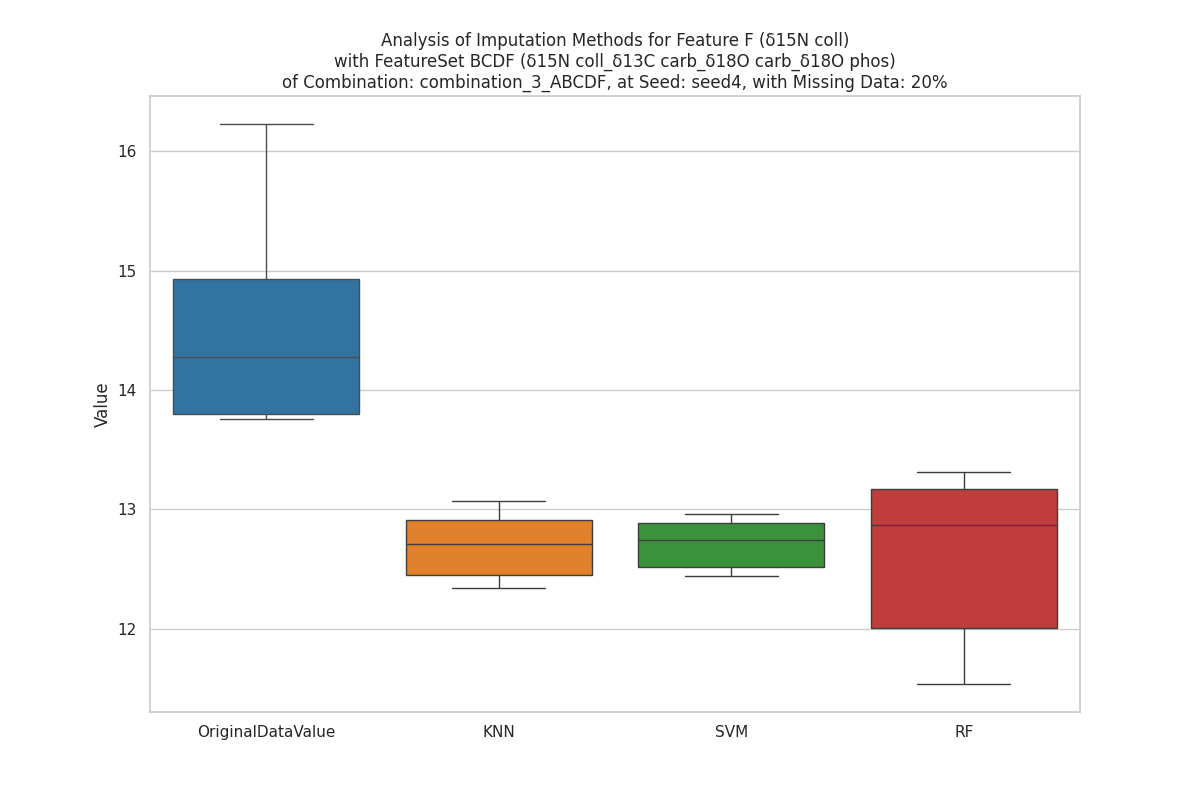 Analysis of Imputation Methods for Feature F (δ15N coll)
with FeatureSet BCDF (δ15N coll_δ13C carb_δ18O carb_δ18O phos)
of Combination: combination_3_ABCDF, at Seed: seed4, with Missing Data: 20%
Value
16
15
14
13
12
OriginalDataValue
KNN
SVM
RF